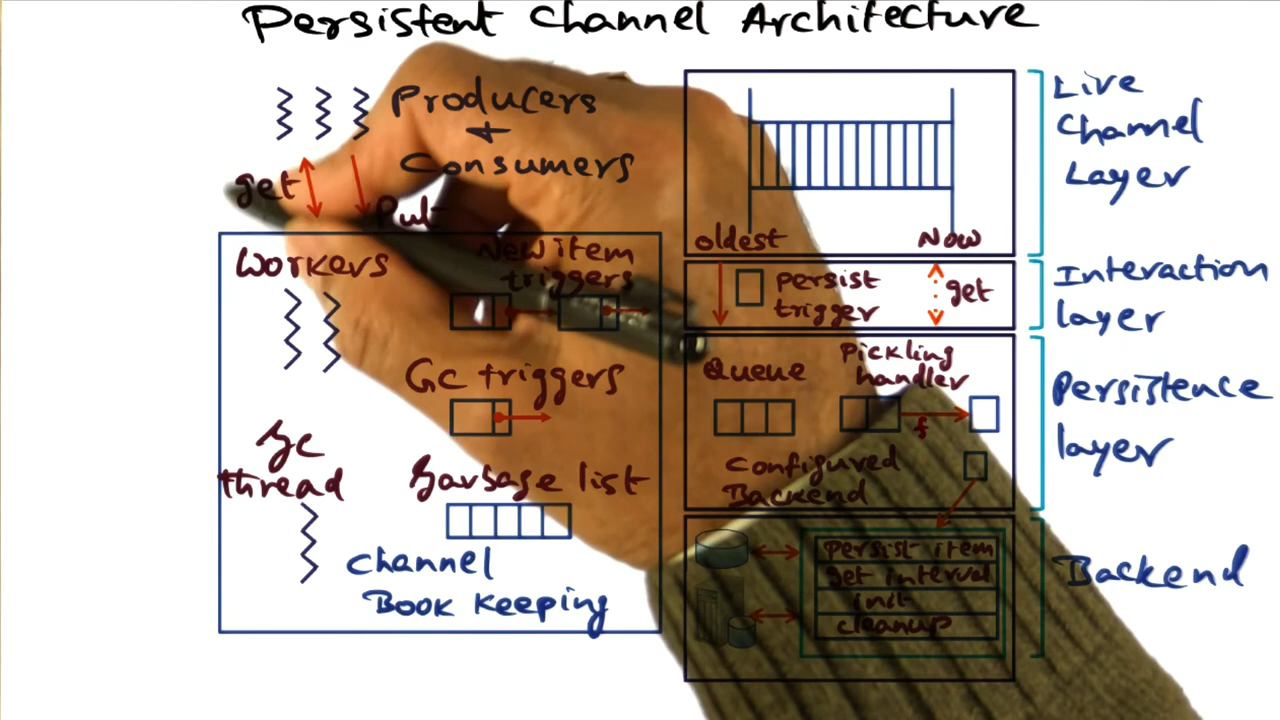 Persistent Channel Architecture
Producers
+
Consumers
get
Put
Workers
New item
triggers
GC triggers
GC
thread
Garbage list
Channel
Book keeping
oldest
Now
persist
trigger
get
Queue
Pickling
handler
f
Configured
Backend
persist item
get interval
init
cleanup
Live
Channel
Layer
Interaction
layer
Persistence
layer
Backend